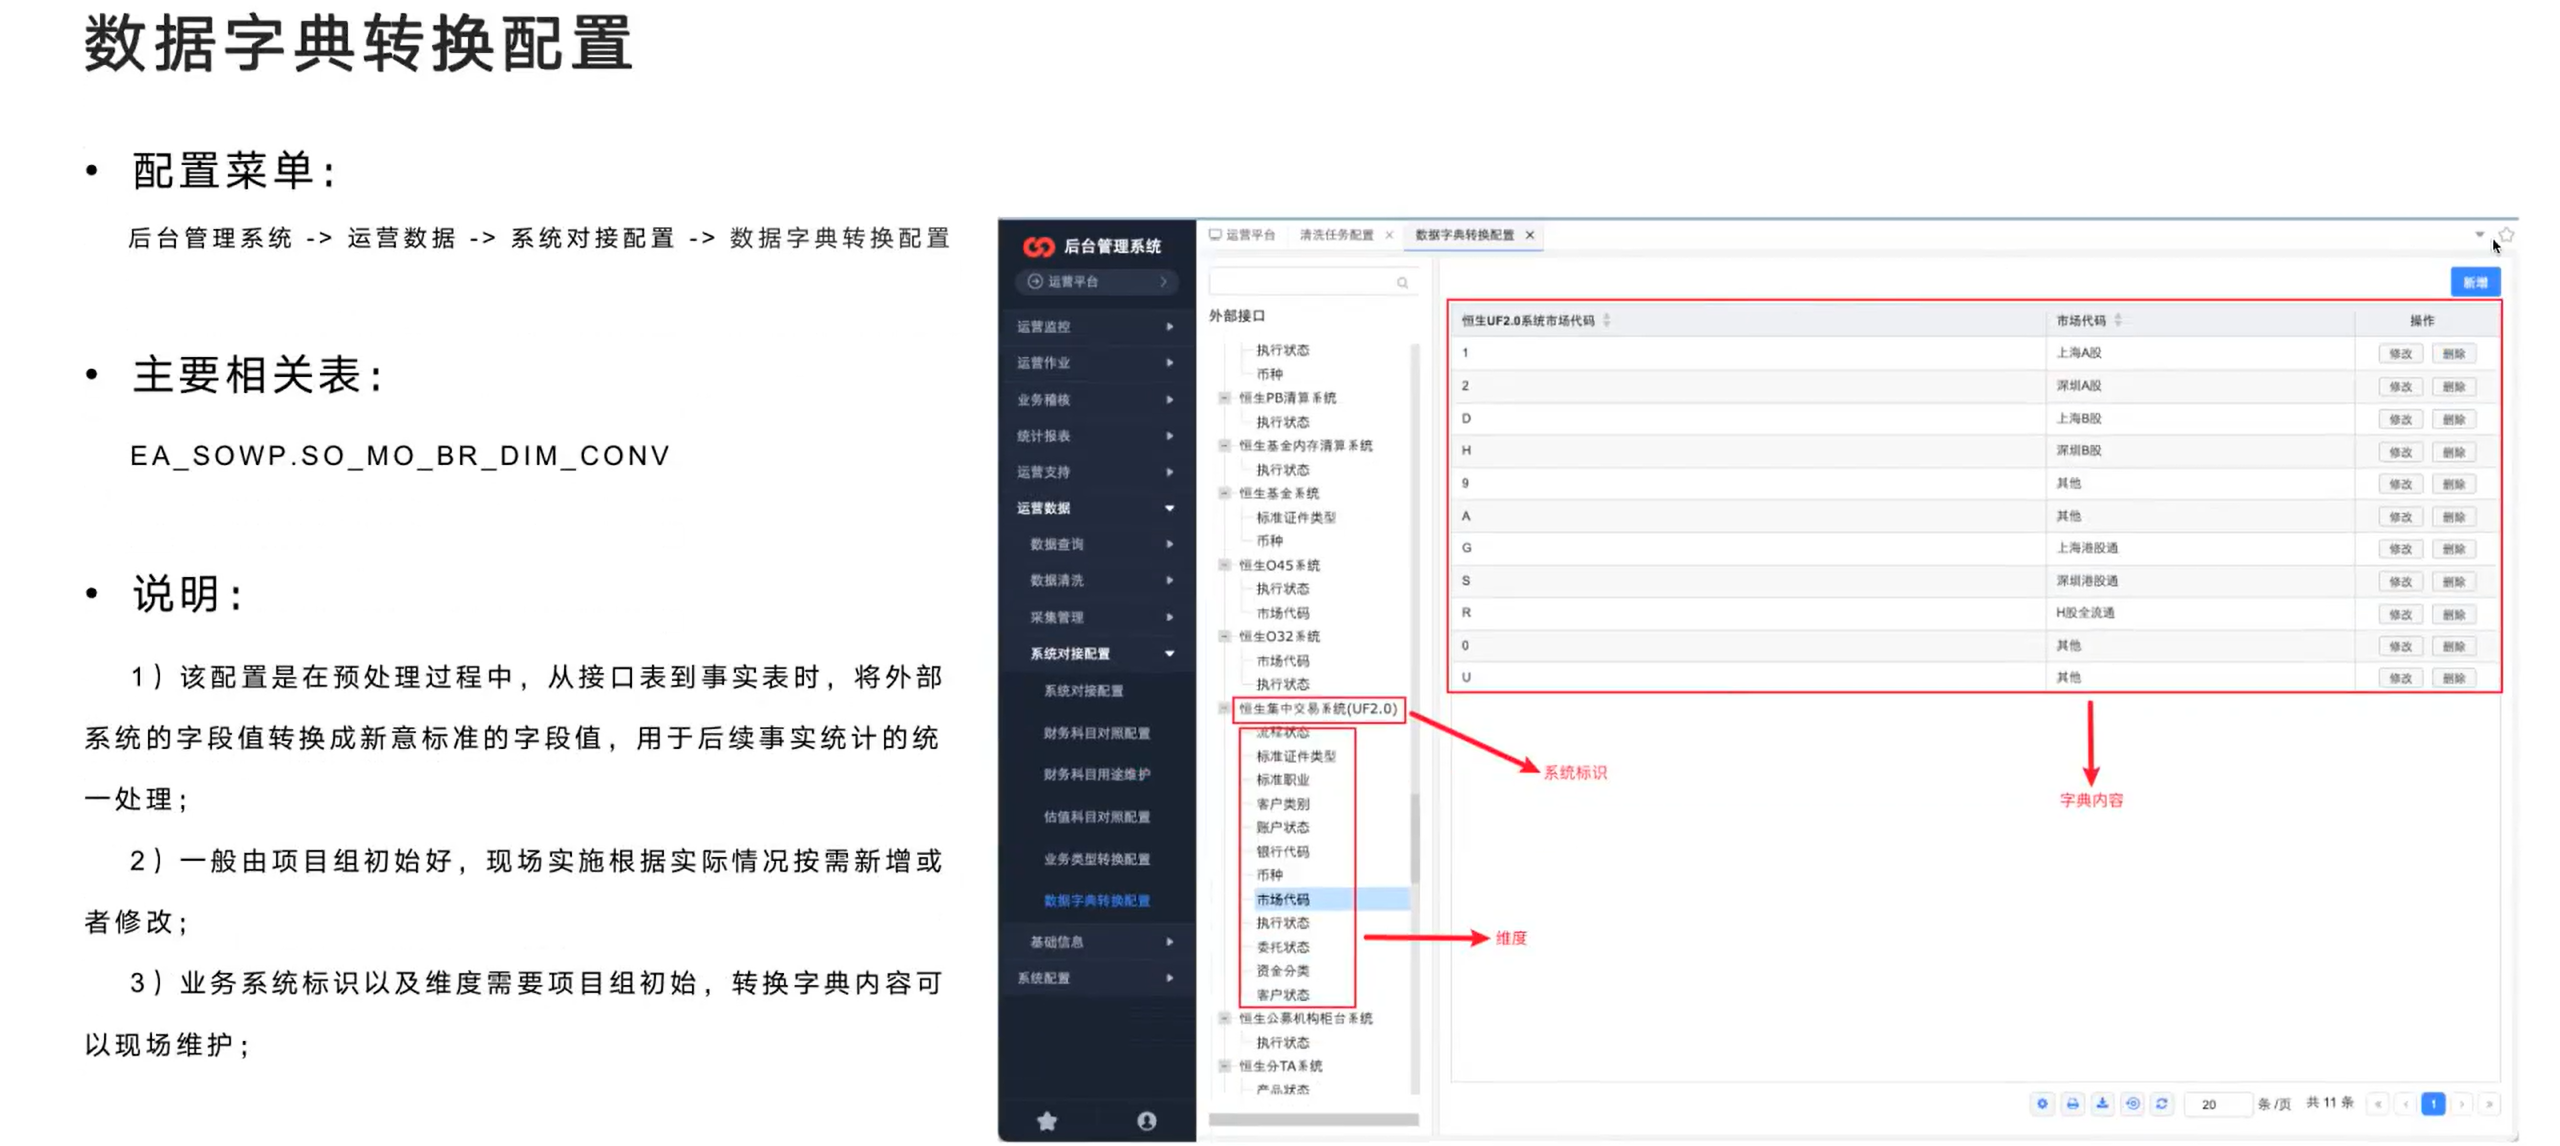 数据字典转换配置
• 配置菜单：
后台管理系统 -> 运营数据 -> 系统对接配置 -> 数据字典转换配置
• 主要相关表：
EA_SOWP.SO_MO_BR_DIM_CONV
• 说明：
1）该配置是在预处理过程中，从接口表到事实表时，将外部
系统的字段值转换成新意标准的字段值，用于后续事实统计的统
一处理；
2）一般由项目组初始好，现场实施根据实际情况按需新增或
者修改；
3）业务系统标识以及维度需要项目组初始，转换字典内容可
以现场维护；
后台管理系统
运营平台
运营监控
运营作业
业务稽核
统计报表
运营支持
运营数据
数据查询
数据清洗
采集管理
系统对接配置
系统对接配置
财务科目对照配置
财务科目用途维护
估值科目对照配置
业务类型转换配置
数据字典转换配置
基础信息
系统配置
运营平台 清洗任务配置 × 数据字典转换配置 ×
外部接口
执行状态
币种
恒生PB清算系统
执行状态
恒生基金内存清算系统
执行状态
恒生基金系统
标准证件类型
币种
恒生O45系统
执行状态
市场代码
恒生O32系统
市场代码
执行状态
恒生集中交易系统(UF2.0)
流程状态
标准证件类型
标准职业
客户类别
账户状态
银行代码
币种
市场代码
执行状态
委托状态
资金分类
客户状态
恒生公募机构柜台系统
执行状态
恒生分TA系统
产品状态
新增
恒生UF2.0系统市场代码 市场代码 操作
1 上海A股 修改 删除
2 深圳A股 修改 删除
D 上海B股 修改 删除
H 深圳B股 修改 删除
9 其他 修改 删除
A 其他 修改 删除
G 上海港股通 修改 删除
S 深圳港股通 修改 删除
R H股全流通 修改 删除
0 其他 修改 删除
U 其他 修改 删除
系统标识
字典内容
维度
20 条/页 共 11 条 « ‹ 1 › »